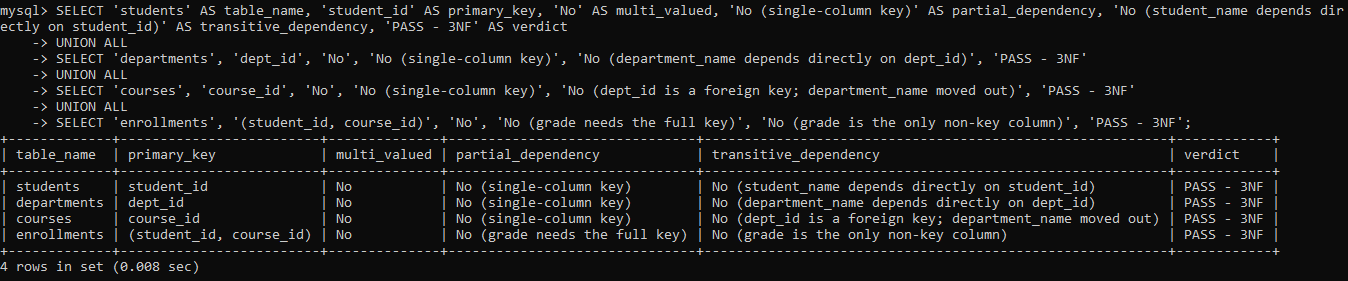 mysql> SELECT 'students' AS table_name, 'student_id' AS primary_key, 'No' AS multi_valued, 'No (single-column key)' AS partial_dependency, 'No (student_name depends dir
ectly on student_id)' AS transitive_dependency, 'PASS - 3NF' AS verdict
    -> UNION ALL
    -> SELECT 'departments', 'dept_id', 'No', 'No (single-column key)', 'No (department_name depends directly on dept_id)', 'PASS - 3NF'
    -> UNION ALL
    -> SELECT 'courses', 'course_id', 'No', 'No (single-column key)', 'No (dept_id is a foreign key; department_name moved out)', 'PASS - 3NF'
    -> UNION ALL
    -> SELECT 'enrollments', '(student_id, course_id)', 'No', 'No (grade needs the full key)', 'No (grade is the only non-key column)', 'PASS - 3NF';
+-------------+-------------------------+--------------+-------------------------------+----------------------------------------------------------+------------+
| table_name  | primary_key             | multi_valued | partial_dependency            | transitive_dependency                                    | verdict    |
+-------------+-------------------------+--------------+-------------------------------+----------------------------------------------------------+------------+
| students    | student_id              | No           | No (single-column key)        | No (student_name depends directly on student_id)         | PASS - 3NF |
| departments | dept_id                 | No           | No (single-column key)        | No (department_name depends directly on dept_id)         | PASS - 3NF |
| courses     | course_id               | No           | No (single-column key)        | No (dept_id is a foreign key; department_name moved out) | PASS - 3NF |
| enrollments | (student_id, course_id) | No           | No (grade needs the full key) | No (grade is the only non-key column)                    | PASS - 3NF |
+-------------+-------------------------+--------------+-------------------------------+----------------------------------------------------------+------------+
4 rows in set (0.008 sec)